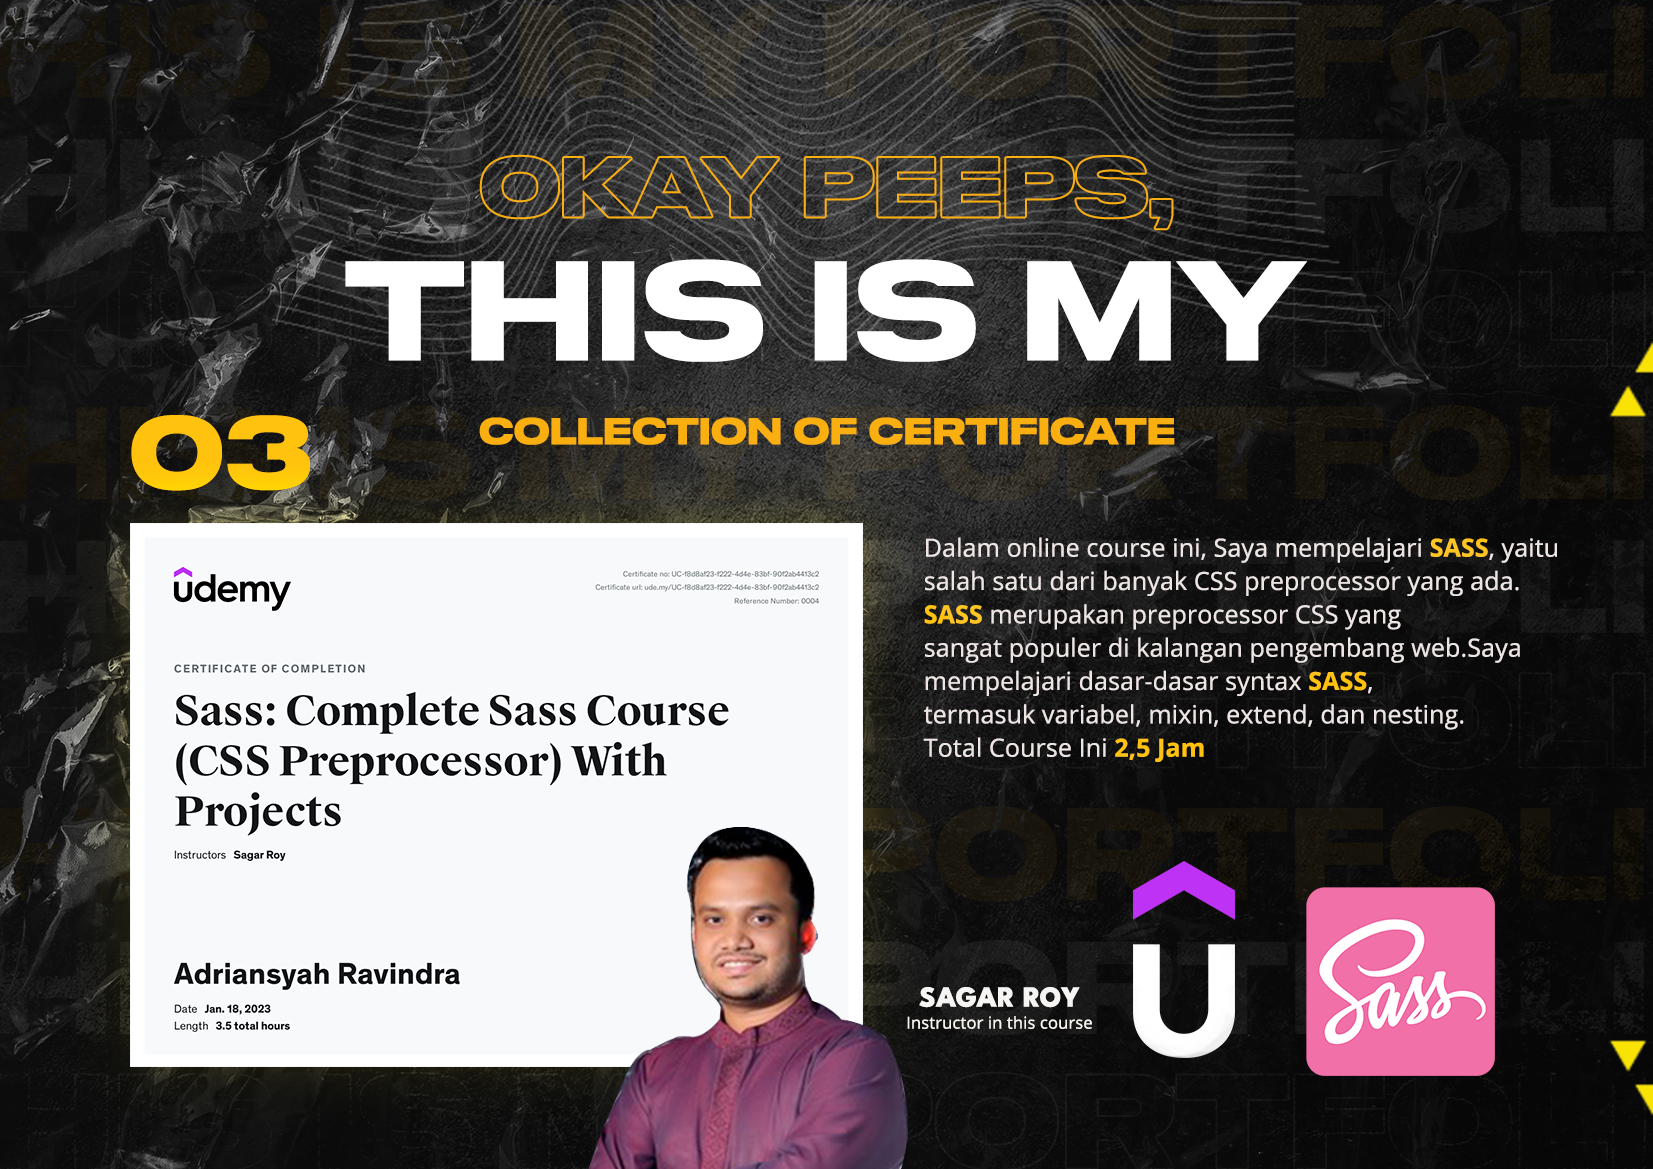 OKAY PEEPS,
THIS IS MY
COLLECTION OF CERTIFICATE
03
udemy
Certificate no: UC-f8d8af23-f222-4d4e-83bf-90f2ab4413c2
Certificate url: ude.my/UC-f8d8af23-f222-4d4e-83bf-90f2ab4413c2
Reference Number: 0004
CERTIFICATE OF COMPLETION
Sass: Complete Sass Course
(CSS Preprocessor) With
Projects
Instructors Sagar Roy
Adriansyah Ravindra
Date Jan. 18, 2023
Length 3.5 total hours
Dalam online course ini, Saya mempelajari SASS, yaitu
salah satu dari banyak CSS preprocessor yang ada.
SASS merupakan preprocessor CSS yang
sangat populer di kalangan pengembang web.Saya
mempelajari dasar-dasar syntax SASS,
termasuk variabel, mixin, extend, dan nesting.
Total Course Ini 2,5 Jam
SAGAR ROY
Instructor in this course
Sass